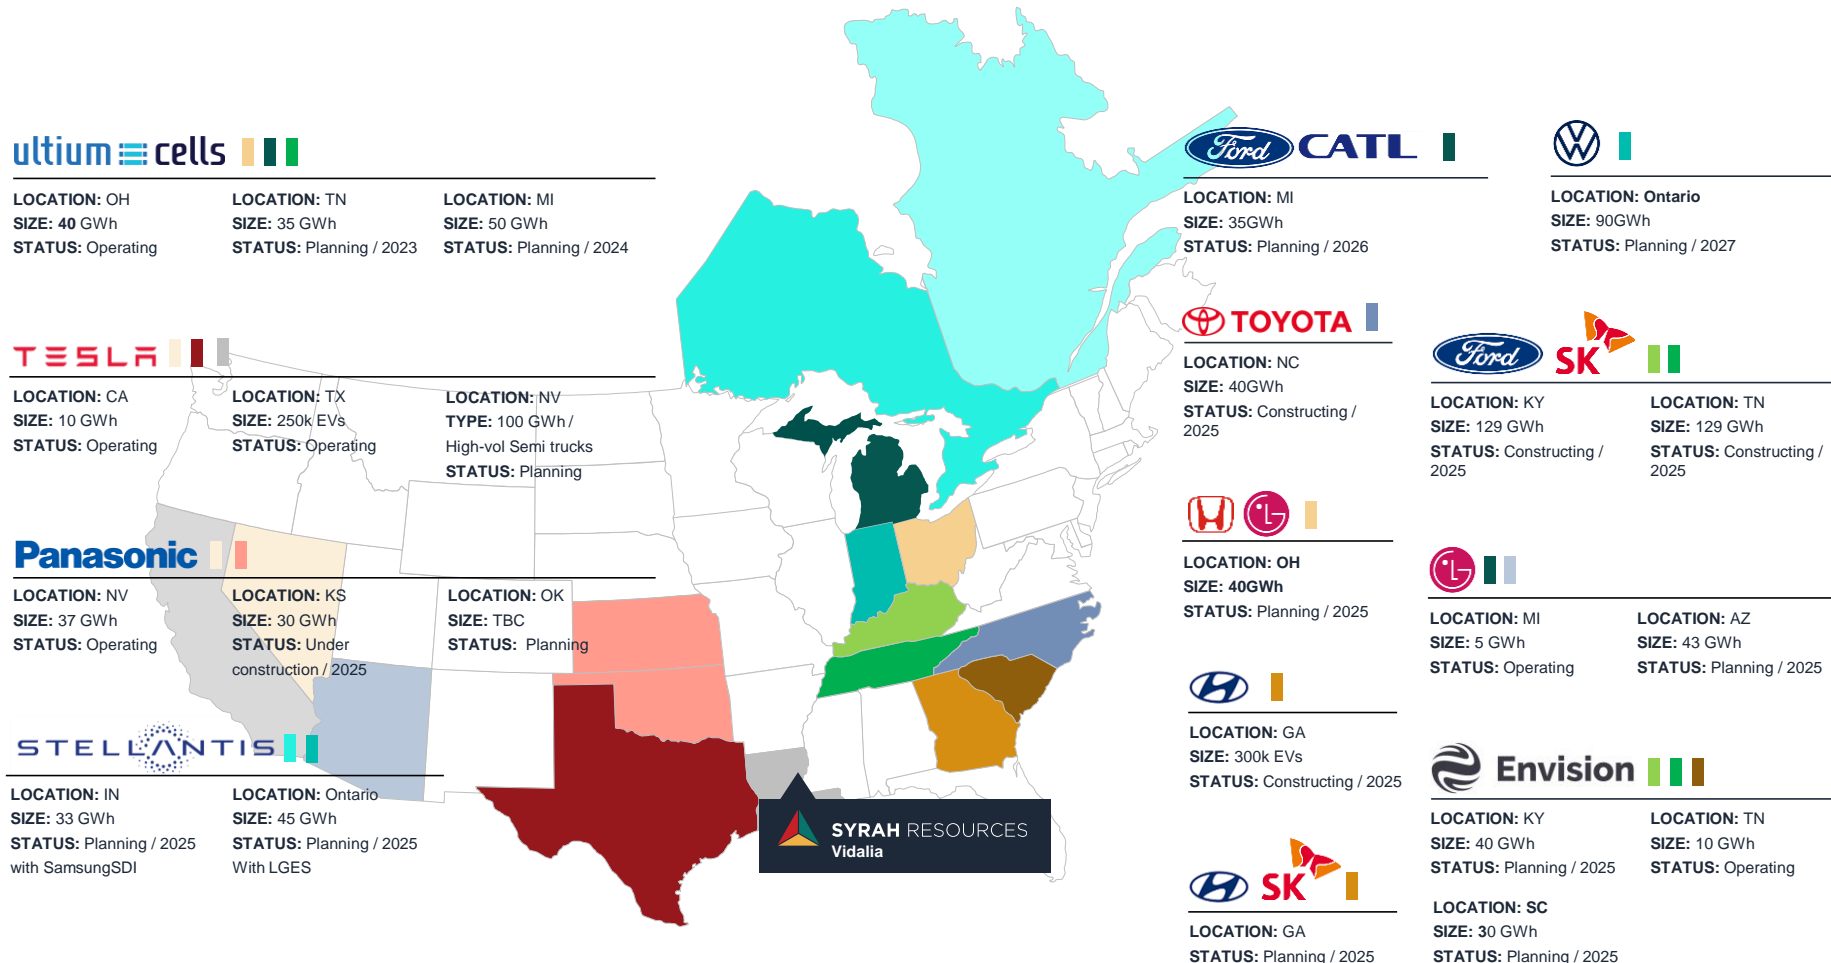 ultium cells
LOCATION: OH
SIZE: 40 GWh
STATUS: Operating
LOCATION: TN
SIZE: 35 GWh
STATUS: Planning / 2023
LOCATION: MI
SIZE: 50 GWh
STATUS: Planning / 2024
TESLA
LOCATION: CA
SIZE: 10 GWh
STATUS: Operating
LOCATION: TX
SIZE: 250k EVs
STATUS: Operating
LOCATION: NV
TYPE: 100 GWh /
High-vol Semi trucks
STATUS: Planning
Panasonic
LOCATION: NV
SIZE: 37 GWh
STATUS: Operating
LOCATION: KS
SIZE: 30 GWh
STATUS: Under
construction / 2025
LOCATION: OK
SIZE: TBC
STATUS: Planning
STELLANTIS
LOCATION: IN
SIZE: 33 GWh
STATUS: Planning / 2025
with SamsungSDI
LOCATION: Ontario
SIZE: 45 GWh
STATUS: Planning / 2025
With LGES
SYRAH RESOURCES
Vidalia
Ford CATL
LOCATION: MI
SIZE: 35GWh
STATUS: Planning / 2026
VW
LOCATION: Ontario
SIZE: 90GWh
STATUS: Planning / 2027
TOYOTA
LOCATION: NC
SIZE: 40GWh
STATUS: Constructing /
2025
Ford SK
LOCATION: KY
SIZE: 129 GWh
STATUS: Constructing /
2025
LOCATION: TN
SIZE: 129 GWh
STATUS: Constructing /
2025
LG
LOCATION: OH
SIZE: 40GWh
STATUS: Planning / 2025
LG
LOCATION: MI
SIZE: 5 GWh
STATUS: Operating
LOCATION: AZ
SIZE: 43 GWh
STATUS: Planning / 2025
LOCATION: GA
SIZE: 300k EVs
STATUS: Constructing / 2025
Envision
LOCATION: KY
SIZE: 40 GWh
STATUS: Planning / 2025
LOCATION: TN
SIZE: 10 GWh
STATUS: Operating
LOCATION: SC
SIZE: 30 GWh
STATUS: Planning / 2025
SK
LOCATION: GA
STATUS: Planning / 2025